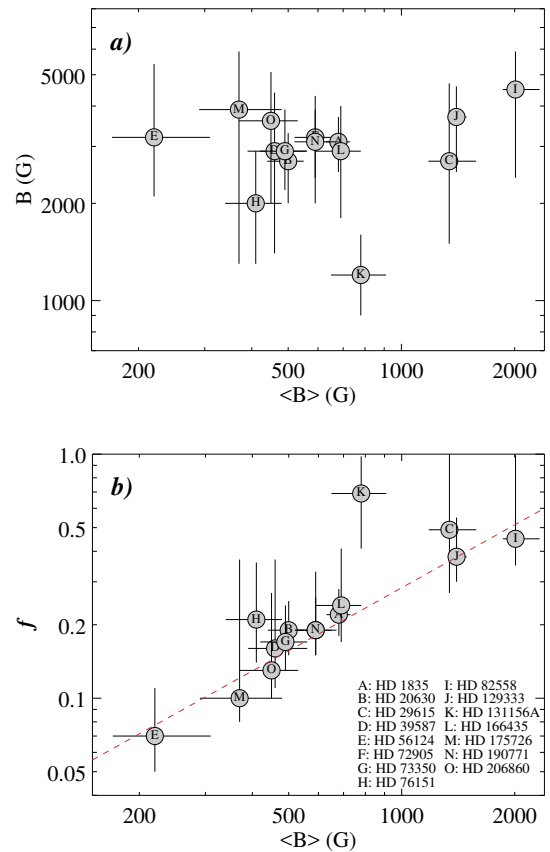 a)
5000
I
M
J
O
E
A
N
D G L
B C
2000
H
K
1000
B (G)
200 500 1000 2000
<B> (G)
1.0
b)
K
0.5
C
I
J
L
A
H
0.2
B N
G
D
O
0.1
M
E
0.05
f
A: HD 1835 I: HD 82558
B: HD 20630 J: HD 129333
C: HD 29615 K: HD 131156A
D: HD 39587 L: HD 166435
E: HD 56124 M: HD 175726
F: HD 72905 N: HD 190771
G: HD 73350 O: HD 206860
H: HD 76151
200 500 1000 2000
<B> (G)